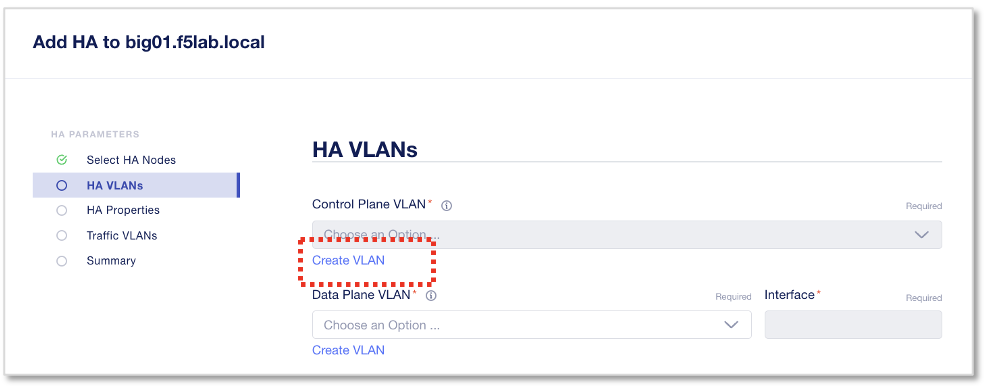 Add HA to big01.f5lab.local
HA PARAMETERS
Select HA Nodes
HA VLANs
HA Properties
Traffic VLANs
Summary
HA VLANs
Control Plane VLAN*
Required
Choose an Option ...
Create VLAN
Data Plane VLAN*
Required
Interface*
Required
Choose an Option ...
Create VLAN